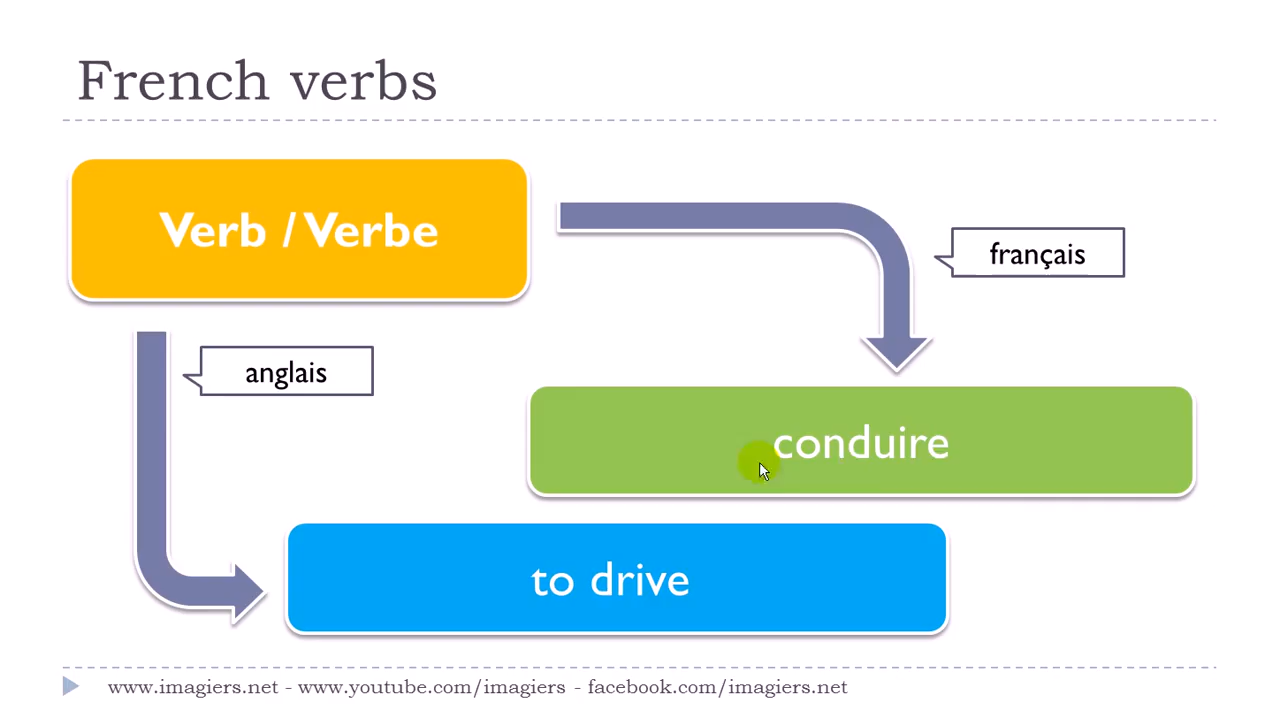 French verbs
Verb / Verbe
français
anglais
conduire
to drive
www.imagiers.net - www.youtube.com/imagiers - facebook.com/imagiers.net